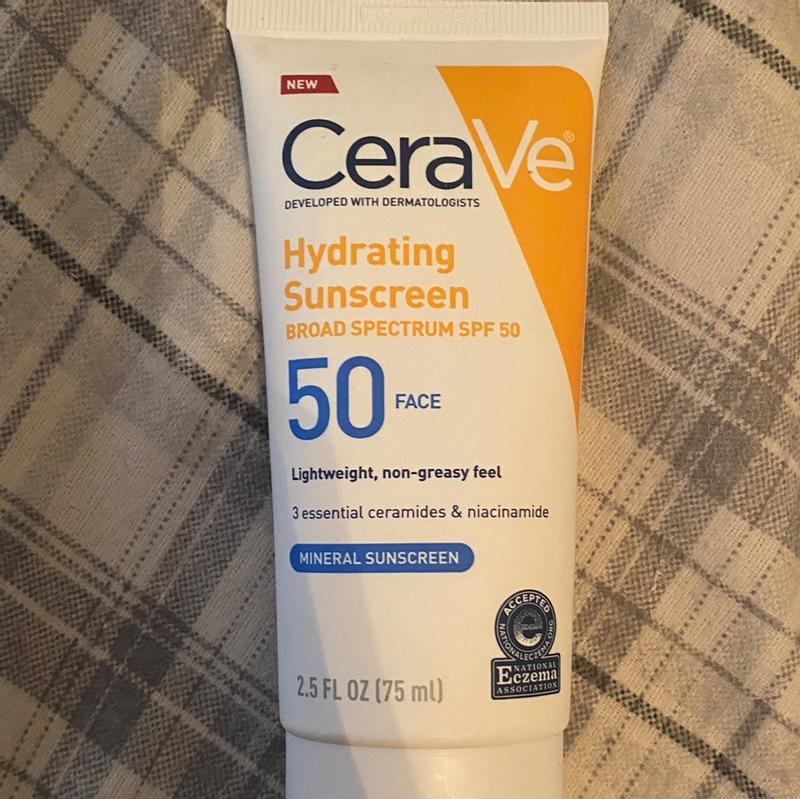 NEW
CeraVe®
DEVELOPED WITH DERMATOLOGISTS
Hydrating
Sunscreen
BROAD SPECTRUM SPF 50
50 FACE
Lightweight, non-greasy feel
3 essential ceramides & niacinamide
MINERAL SUNSCREEN
ACCEPTED
NATIONALECZEMA.ORG
NATIONAL
Eczema
ASSOCIATION
2.5 FL OZ (75 ml)